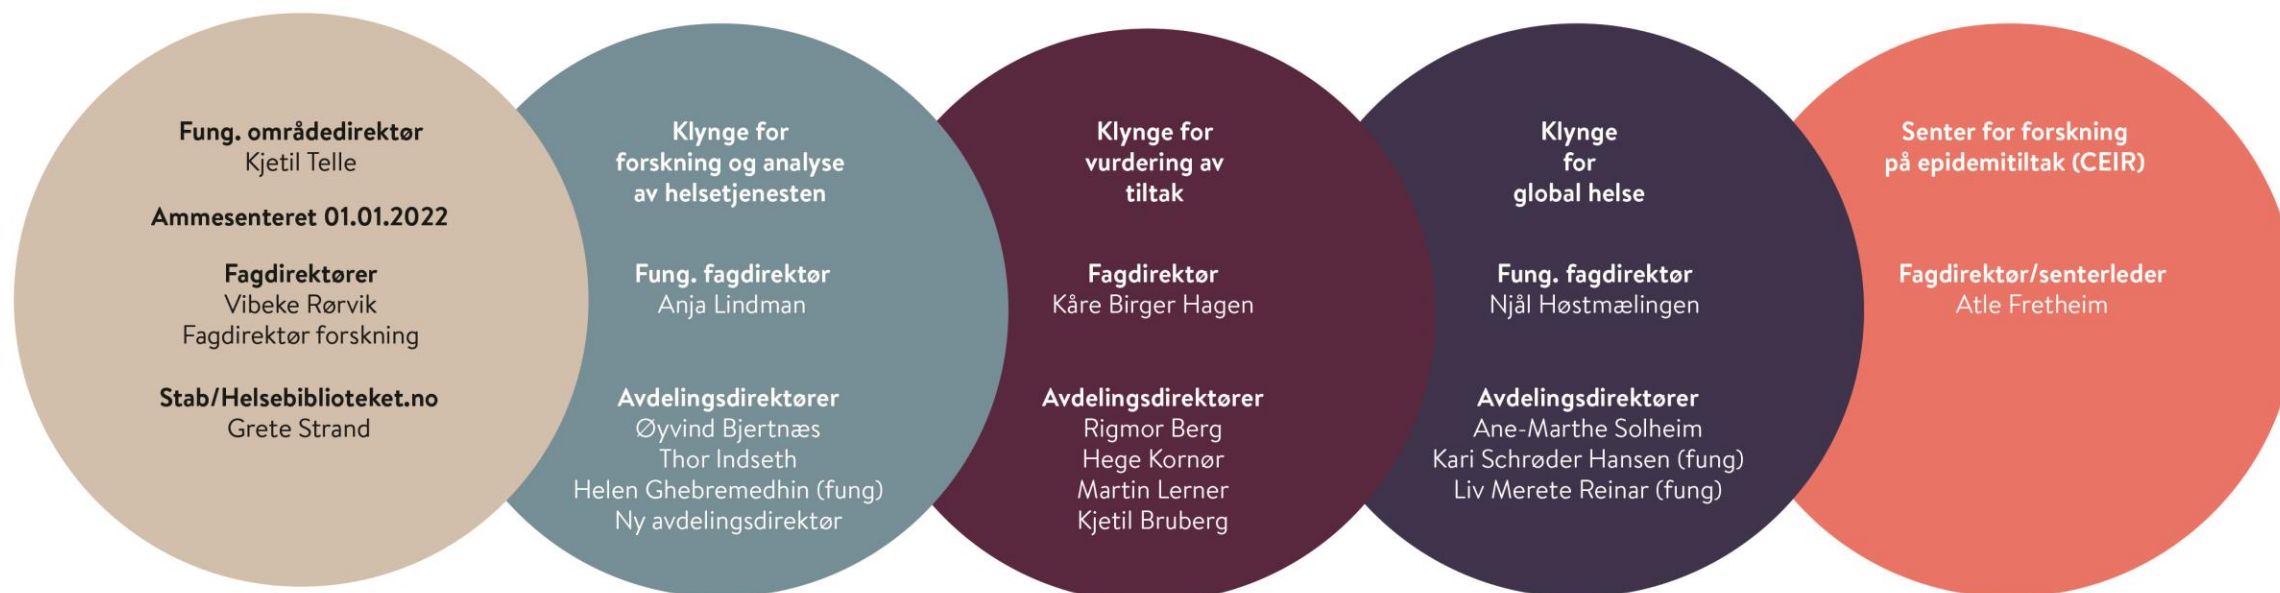 Fung. områdedirektør
Kjetil Telle
Ammesenteret 01.01.2022
Fagdirektører
Vibeke Rørvik
Fagdirektør forskning
Stab/Helsebiblioteket.no
Grete Strand
Klynge for
forskning og analyse
av helsetjenesten
Fung. fagdirektør
Anja Lindman
Avdelingsdirektører
Øyvind Bjertnæs
Thor Indseth
Helen Ghebremedhin (fung)
Ny avdelingsdirektør
Klynge for
vurdering av
tiltak
Fagdirektør
Kåre Birger Hagen
Avdelingsdirektører
Rigmor Berg
Hege Kornør
Martin Lerner
Kjetil Bruberg
Klynge
for
global helse
Fung. fagdirektør
Njål Høstmælingen
Avdelingsdirektører
Ane-Marthe Solheim
Kari Schrøder Hansen (fung)
Liv Merete Reinar (fung)
Senter for forskning
på epidemitiltak (CEIR)
Fagdirektør/senterleder
Atle Fretheim